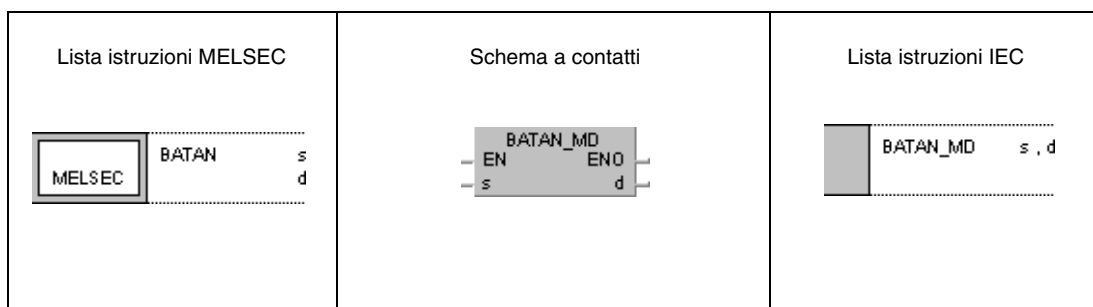 Lista istruzioni MELSEC
MELSEC
BATAN s
d
Schema a contatti
BATAN_MD
EN ENO
s d
Lista istruzioni IEC
BATAN_MD s , d